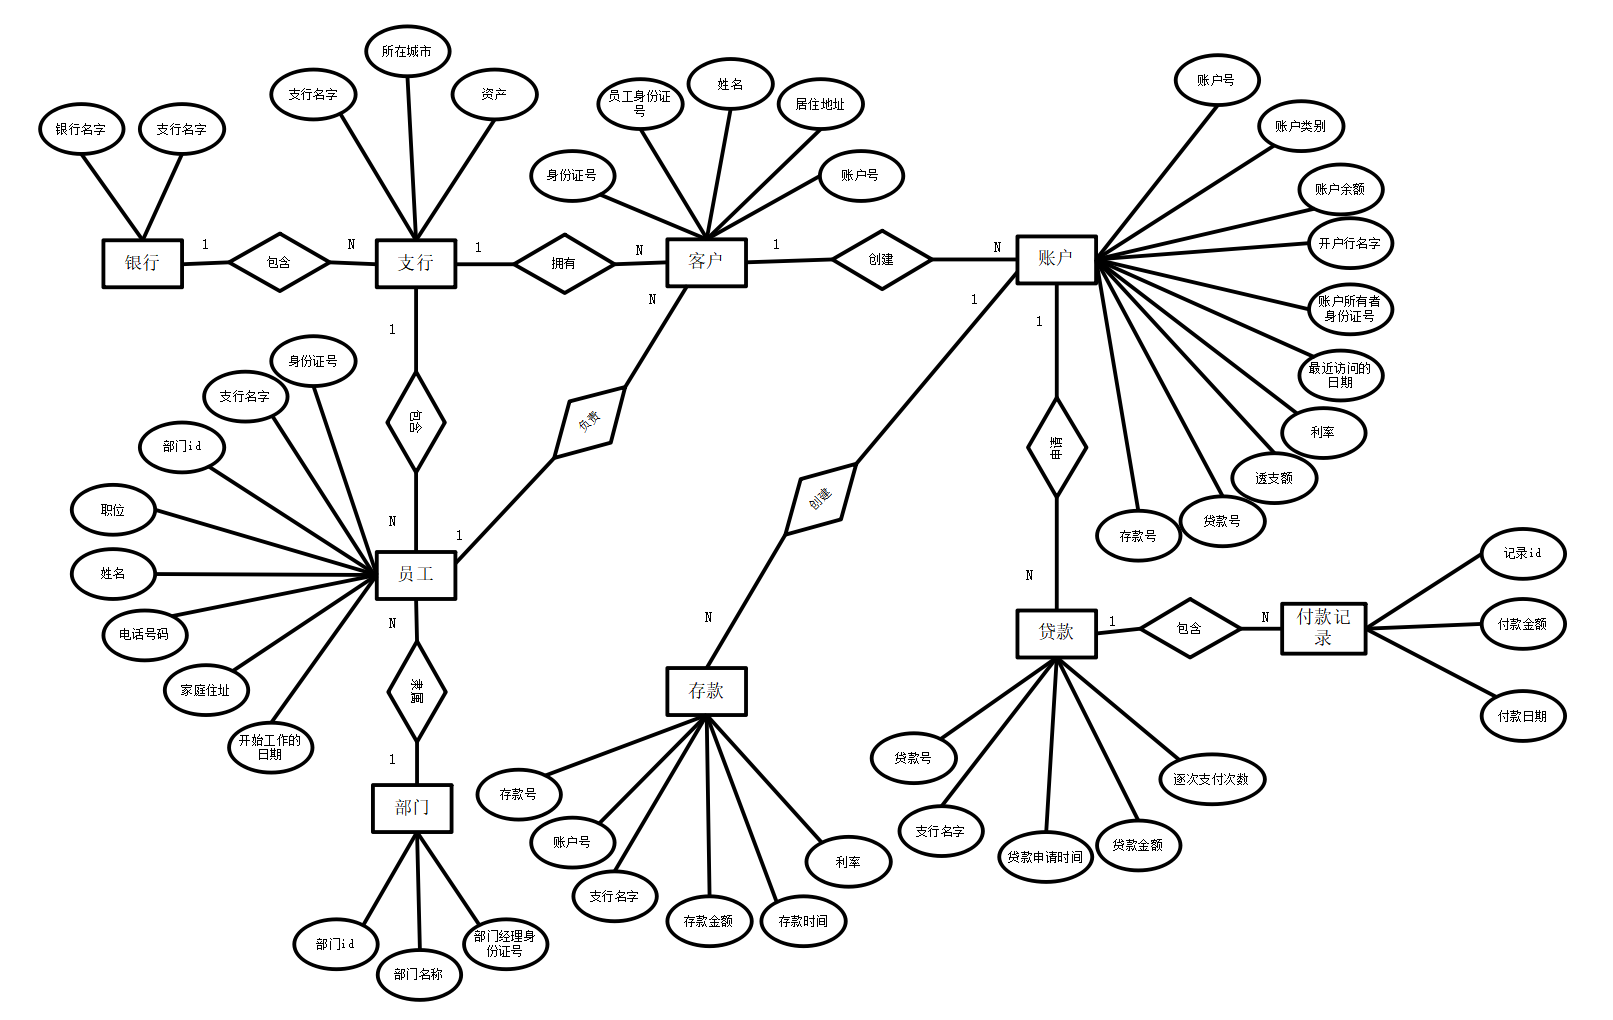 所在城市
支行名字
资产
银行名字
支行名字
员工身份证
号
姓名
居住地址
身份证号
账户号
账户号
账户类别
账户余额
开户行名字
账户所有者
身份证号
最近访问的
日期
利率
透支额
贷款号
存款号
银行
1
包含
N
支行
1
拥有
N
客户
1
创建
N
账户
1
包含
N
N
负责
1
1
创建
N
1
申请
N
身份证号
支行名字
部门id
职位
姓名
电话号码
家庭住址
开始工作的
日期
员工
N
隶属
1
部门
部门id
部门名称
部门经理身
份证号
存款
存款号
账户号
支行名字
存款金额
存款时间
利率
贷款
1
包含
N
付款记
录
记录id
付款金额
付款日期
贷款号
支行名字
贷款申请时间
贷款金额
逐次支付次数